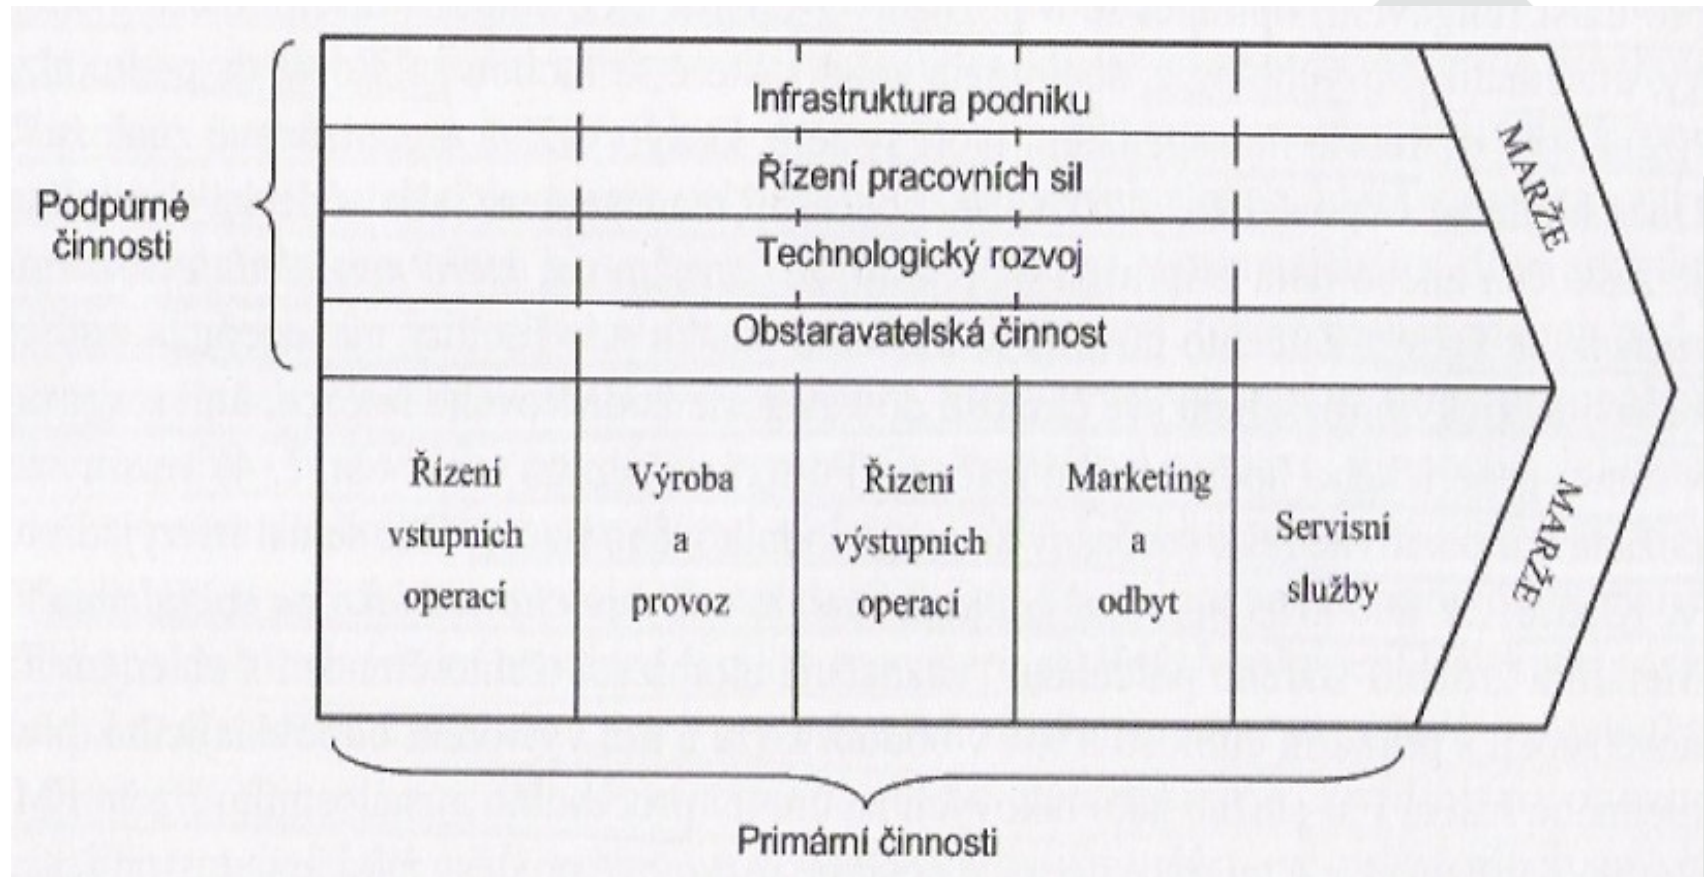 Infrastruktura podniku
Řízení pracovních sil
Technologický rozvoj
Obstaravatelská činnost
Podpůrné
činnosti
MARŽE
Řízení
vstupních
operací
Výroba
a
provoz
Řízeni
výstupních
operací
Marketing
a
odbyt
Servisní
služby
MARŽE
Primární činnosti